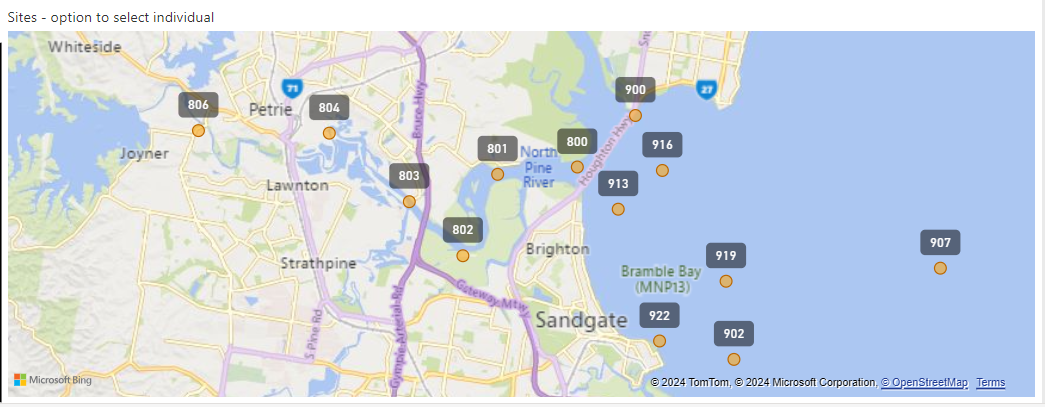 Sites - option to select individual
Whiteside
71
27
900
806
Petrie
804
Bruce Hwy
Houghton Hwy
801
800
916
Joyner
North
Pine
River
803
913
Lawnton
802
Brighton
907
919
Strathpine
Bramble Bay
(MNP13)
Gateway Mtwy
S Pine Rd
Gympie Arterial Rd
Sandgate
922
902
Microsoft Bing
© 2024 TomTom, © 2024 Microsoft Corporation, © OpenStreetMap Terms